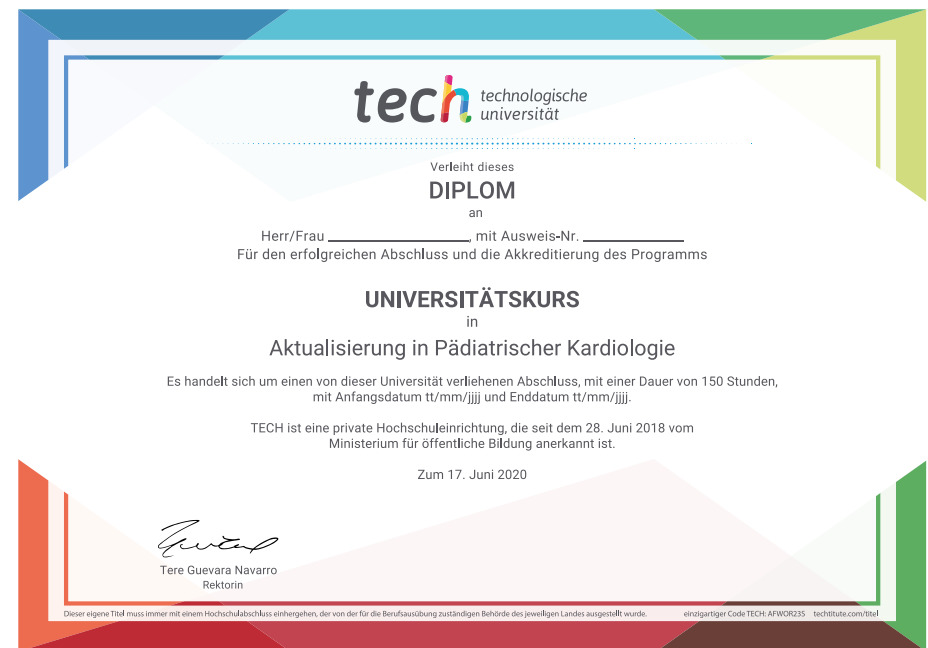 tech technologische
universität
Verleiht dieses
DIPLOM
an
Herr/Frau ____________________, mit Ausweis-Nr. ______________
Für den erfolgreichen Abschluss und die Akkreditierung des Programms
UNIVERSITÄTSKURS
in
Aktualisierung in Pädiatrischer Kardiologie
Es handelt sich um einen von dieser Universität verliehenen Abschluss, mit einer Dauer von 150 Stunden,
mit Anfangsdatum tt/mm/jjjj und Enddatum tt/mm/jjjj.
TECH ist eine private Hochschuleinrichtung, die seit dem 28. Juni 2018 vom
Ministerium für öffentliche Bildung anerkannt ist.
Zum 17. Juni 2020
Tere Guevara Navarro
Rektorin
Dieser eigene Titel muss immer mit einem Hochschulabschluss einhergehen, der von der für die Berufsausübung zuständigen Behörde des jeweiligen Landes ausgestellt wurde. einzigartiger Code TECH: AFWOR23S techtitute.com/titel